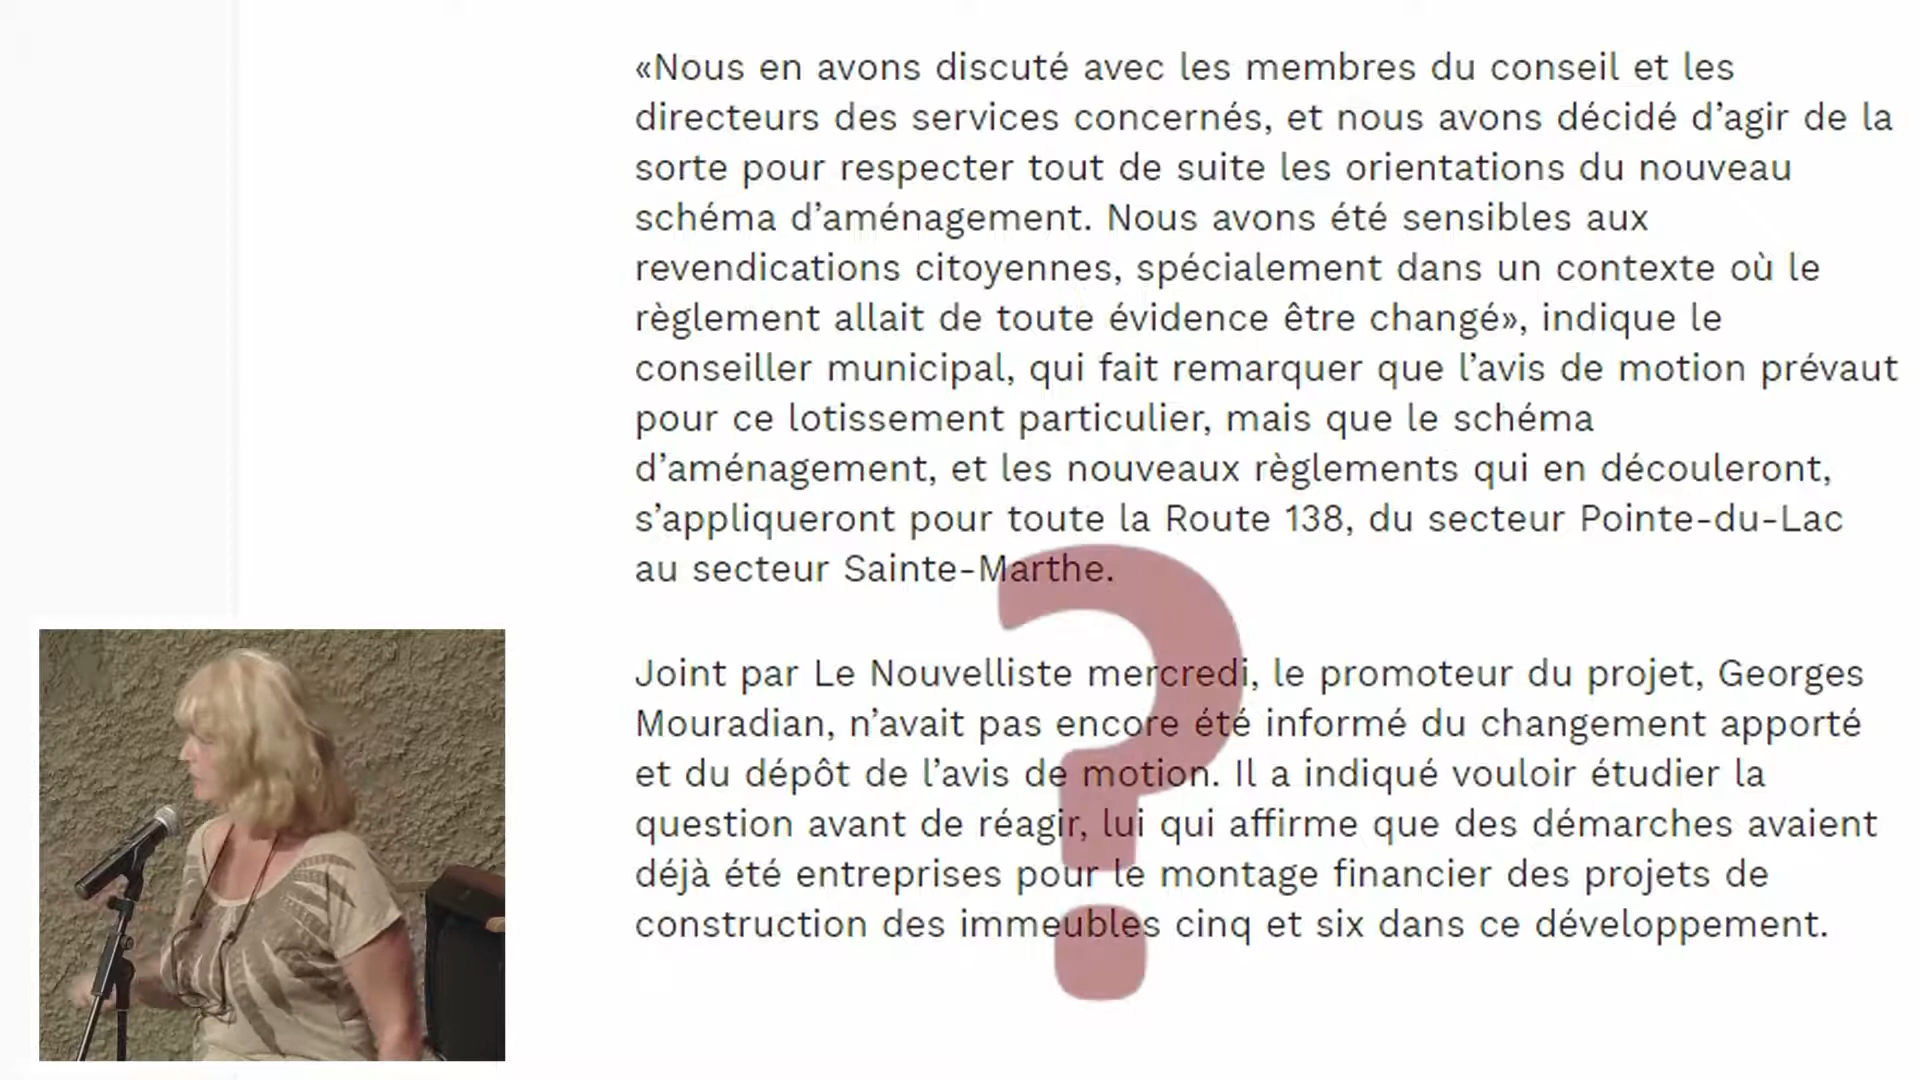 «Nous en avons discuté avec les membres du conseil et les
directeurs des services concernés, et nous avons décidé d’agir de la
sorte pour respecter tout de suite les orientations du nouveau
schéma d’aménagement. Nous avons été sensibles aux
revendications citoyennes, spécialement dans un contexte où le
règlement allait de toute évidence être changé», indique le
conseiller municipal, qui fait remarquer que l’avis de motion prévaut
pour ce lotissement particulier, mais que le schéma
d’aménagement, et les nouveaux règlements qui en découleront,
s’appliqueront pour toute la Route 138, du secteur Pointe-du-Lac
au secteur Sainte-Marthe.
Joint par Le Nouvelliste mercredi, le promoteur du projet, Georges
Mouradian, n’avait pas encore été informé du changement apporté
et du dépôt de l’avis de motion. Il a indiqué vouloir étudier la
question avant de réagir, lui qui affirme que des démarches avaient
déjà été entreprises pour le montage financier des projets de
construction des immeubles cinq et six dans ce développement.
?